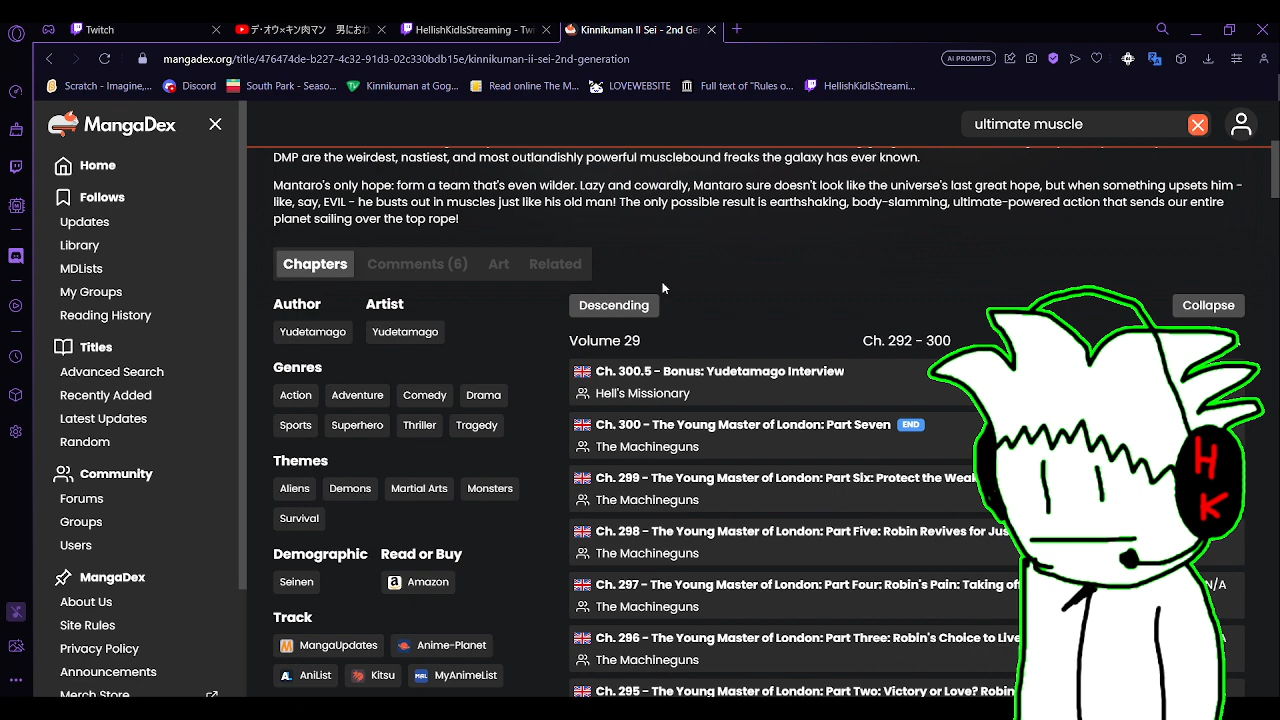 Twitch
デ・オウ×キン肉マン　男におわ
HellishKidIsStreaming - Twi
Kinnikuman II Sei - 2nd Ge
mangadex.org/title/476474de-b227-4c32-91d3-02c330bdb15e/kinnikuman-ii-sei-2nd-generation
AI PROMPTS
Scratch - Imagine,...
Discord
South Park - Seaso...
Kinnikuman at Gog...
Read online The M...
LOVEWEBSITE
Full text of "Rules o...
HellishKidIsStreami...
MangaDex
ultimate muscle
Home
Follows
Updates
Library
MDLists
My Groups
Reading History
Titles
Advanced Search
Recently Added
Latest Updates
Random
Community
Forums
Groups
Users
MangaDex
About Us
Site Rules
Privacy Policy
Announcements
Merch Store
DMP are the weirdest, nastiest, and most outlandishly powerful musclebound freaks the galaxy has ever known.
Mantaro's only hope: form a team that's even wilder. Lazy and cowardly, Mantaro sure doesn't look like the universe's last great hope, but when something upsets him -
like, say, EVIL - he busts out in muscles just like his old man! The only possible result is earthshaking, body-slamming, ultimate-powered action that sends our entire
planet sailing over the top rope!
Chapters
Comments (6)
Art
Related
Author
Yudetamago
Artist
Yudetamago
Genres
Action
Adventure
Comedy
Drama
Sports
Superhero
Thriller
Tragedy
Themes
Aliens
Demons
Martial Arts
Monsters
Survival
Demographic
Seinen
Read or Buy
Amazon
Track
MangaUpdates
Anime-Planet
AniList
Kitsu
MyAnimeList
Descending
Collapse
Volume 29
Ch. 292 - 300
Ch. 300.5 - Bonus: Yudetamago Interview
Hell's Missionary
Ch. 300 - The Young Master of London: Part Seven END
The Machineguns
Ch. 299 - The Young Master of London: Part Six: Protect the Weak
The Machineguns
Ch. 298 - The Young Master of London: Part Five: Robin Revives for Jus
The Machineguns
Ch. 297 - The Young Master of London: Part Four: Robin's Pain: Taking of
N/A
The Machineguns
Ch. 296 - The Young Master of London: Part Three: Robin's Choice to Live
The Machineguns
Ch. 295 - The Young Master of London: Part Two: Victory or Love? Robin
H
K